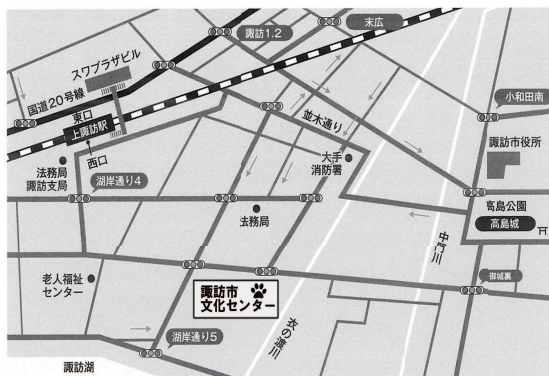 諏訪1.2
末広
スワプラザビル
国道20号線
東口
上諏訪駅
西口
並木通り
小和田南
諏訪市役所
法務局
諏訪支局
湖岸通り4
大手
消防署
法務局
高島公園
高島城
中門川
老人福祉
センター
諏訪市
文化センター
御城裏
衣の渡川
湖岸通り5
諏訪湖